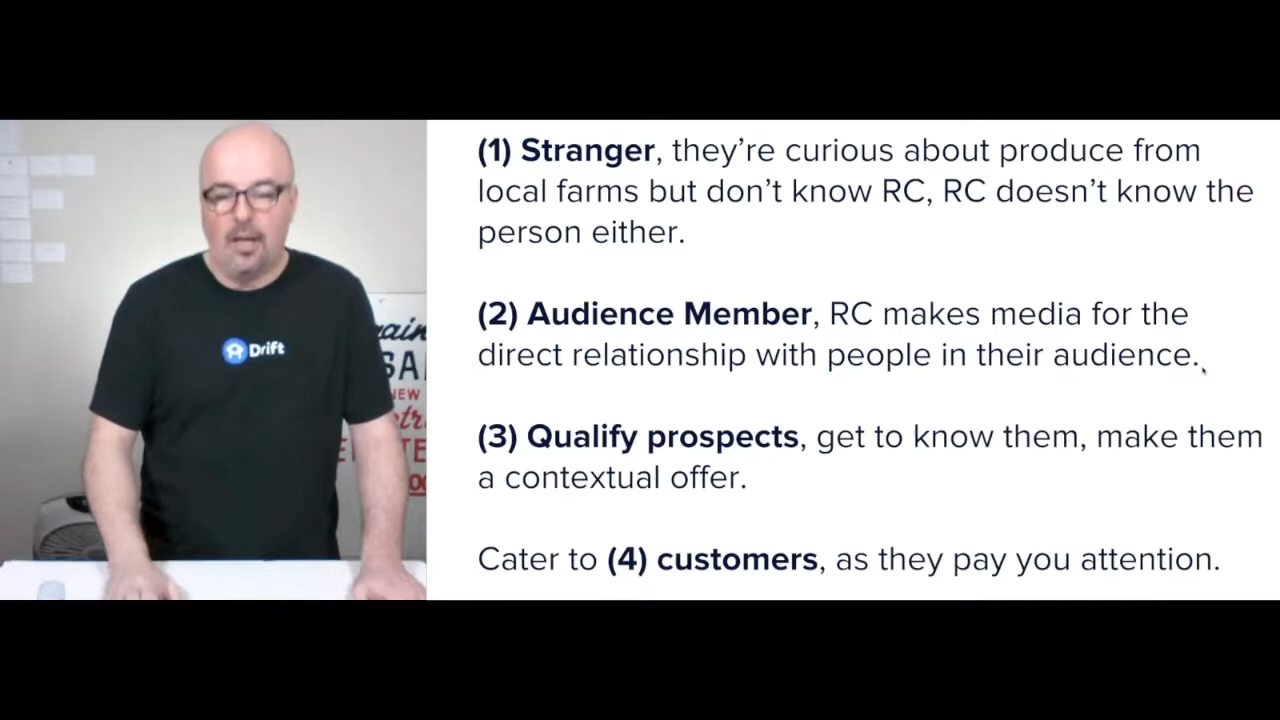 Drift
NEW
(1) Stranger, they’re curious about produce from
local farms but don’t know RC, RC doesn’t know the
person either.
(2) Audience Member, RC makes media for the
direct relationship with people in their audience.
(3) Qualify prospects, get to know them, make them
a contextual offer.
Cater to (4) customers, as they pay you attention.